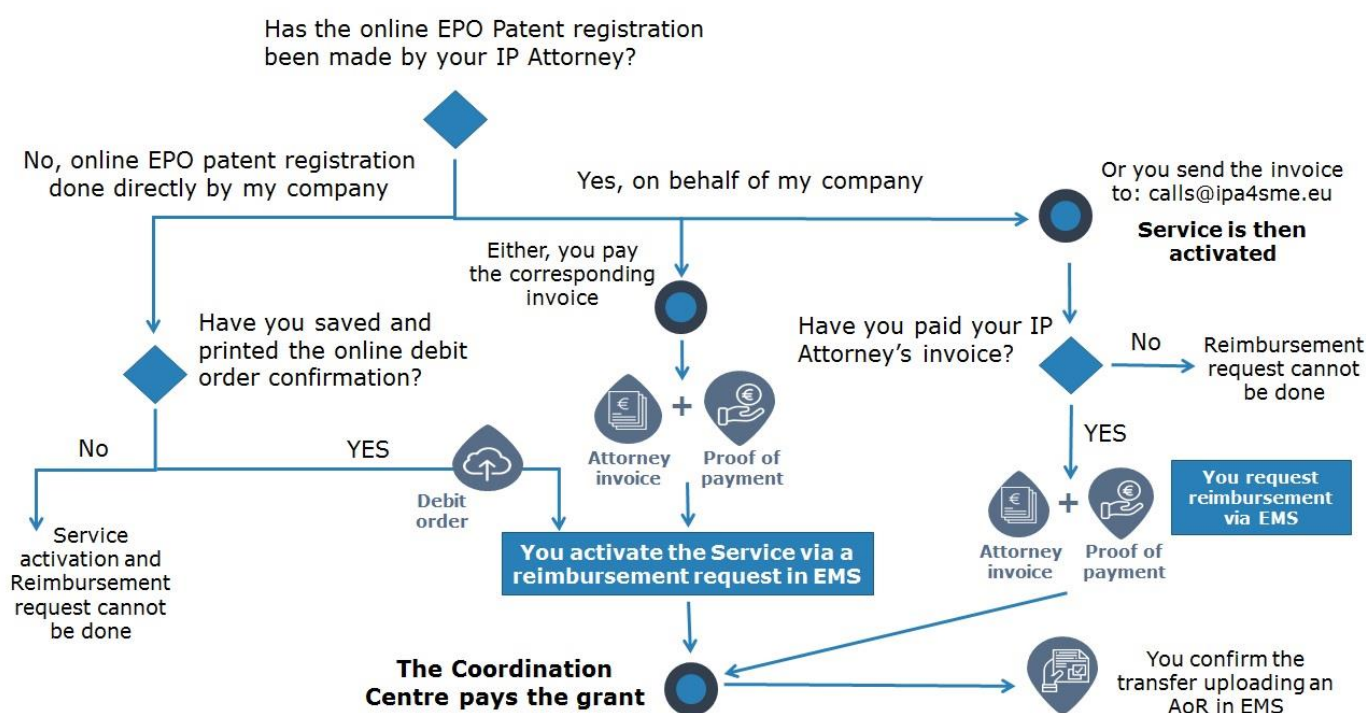 Has the online EPO Patent registration
been made by your IP Attorney?
No, online EPO patent registration
done directly by my company
Yes, on behalf of my company
Or you send the invoice
to: calls@ipa4sme.eu
Service is then
activated
Either, you pay
the corresponding
invoice
Have you saved and
printed the online debit
order confirmation?
Have you paid your IP
Attorney's invoice?
No
Reimbursement
request cannot
be done
No
YES
Debit
order
€
+
€
Attorney
invoice
Proof of
payment
YES
€
+
€
Attorney
invoice
Proof of
payment
You request
reimbursement
via EMS
Service
activation and
Reimbursement
request cannot
be done
You activate the Service via a
reimbursement request in EMS
The Coordination
Centre pays the grant
You confirm the
transfer uploading an
AoR in EMS